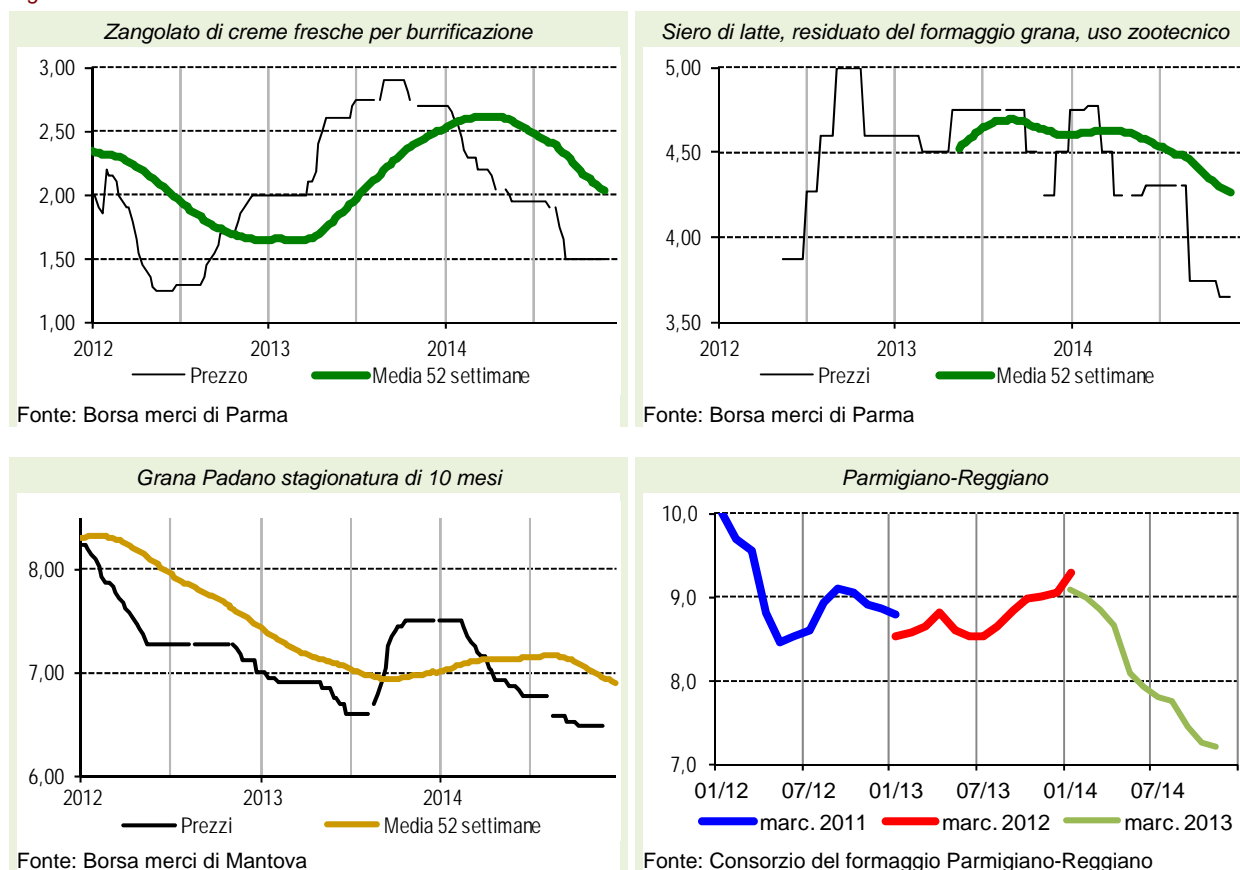 Zangolato di creme fresche per burrificazione
3,00
2,50
2,00
1,50
1,00
2012 2013 2014
Prezzo Media 52 settimane
Fonte: Borsa merci di Parma
Siero di latte, residuato del formaggio grana, uso zootecnico
5,00
4,50
4,00
3,50
2012 2013 2014
Prezzi Media 52 settimane
Fonte: Borsa merci di Parma
Grana Padano stagionatura di 10 mesi
8,00
7,00
6,00
2012 2013 2014
Prezzi Media 52 settimane
Fonte: Borsa merci di Mantova
Parmigiano-Reggiano
10,0
9,0
8,0
7,0
01/12 07/12 01/13 07/13 01/14 07/14
marc. 2011 marc. 2012 marc. 2013
Fonte: Consorzio del formaggio Parmigiano-Reggiano